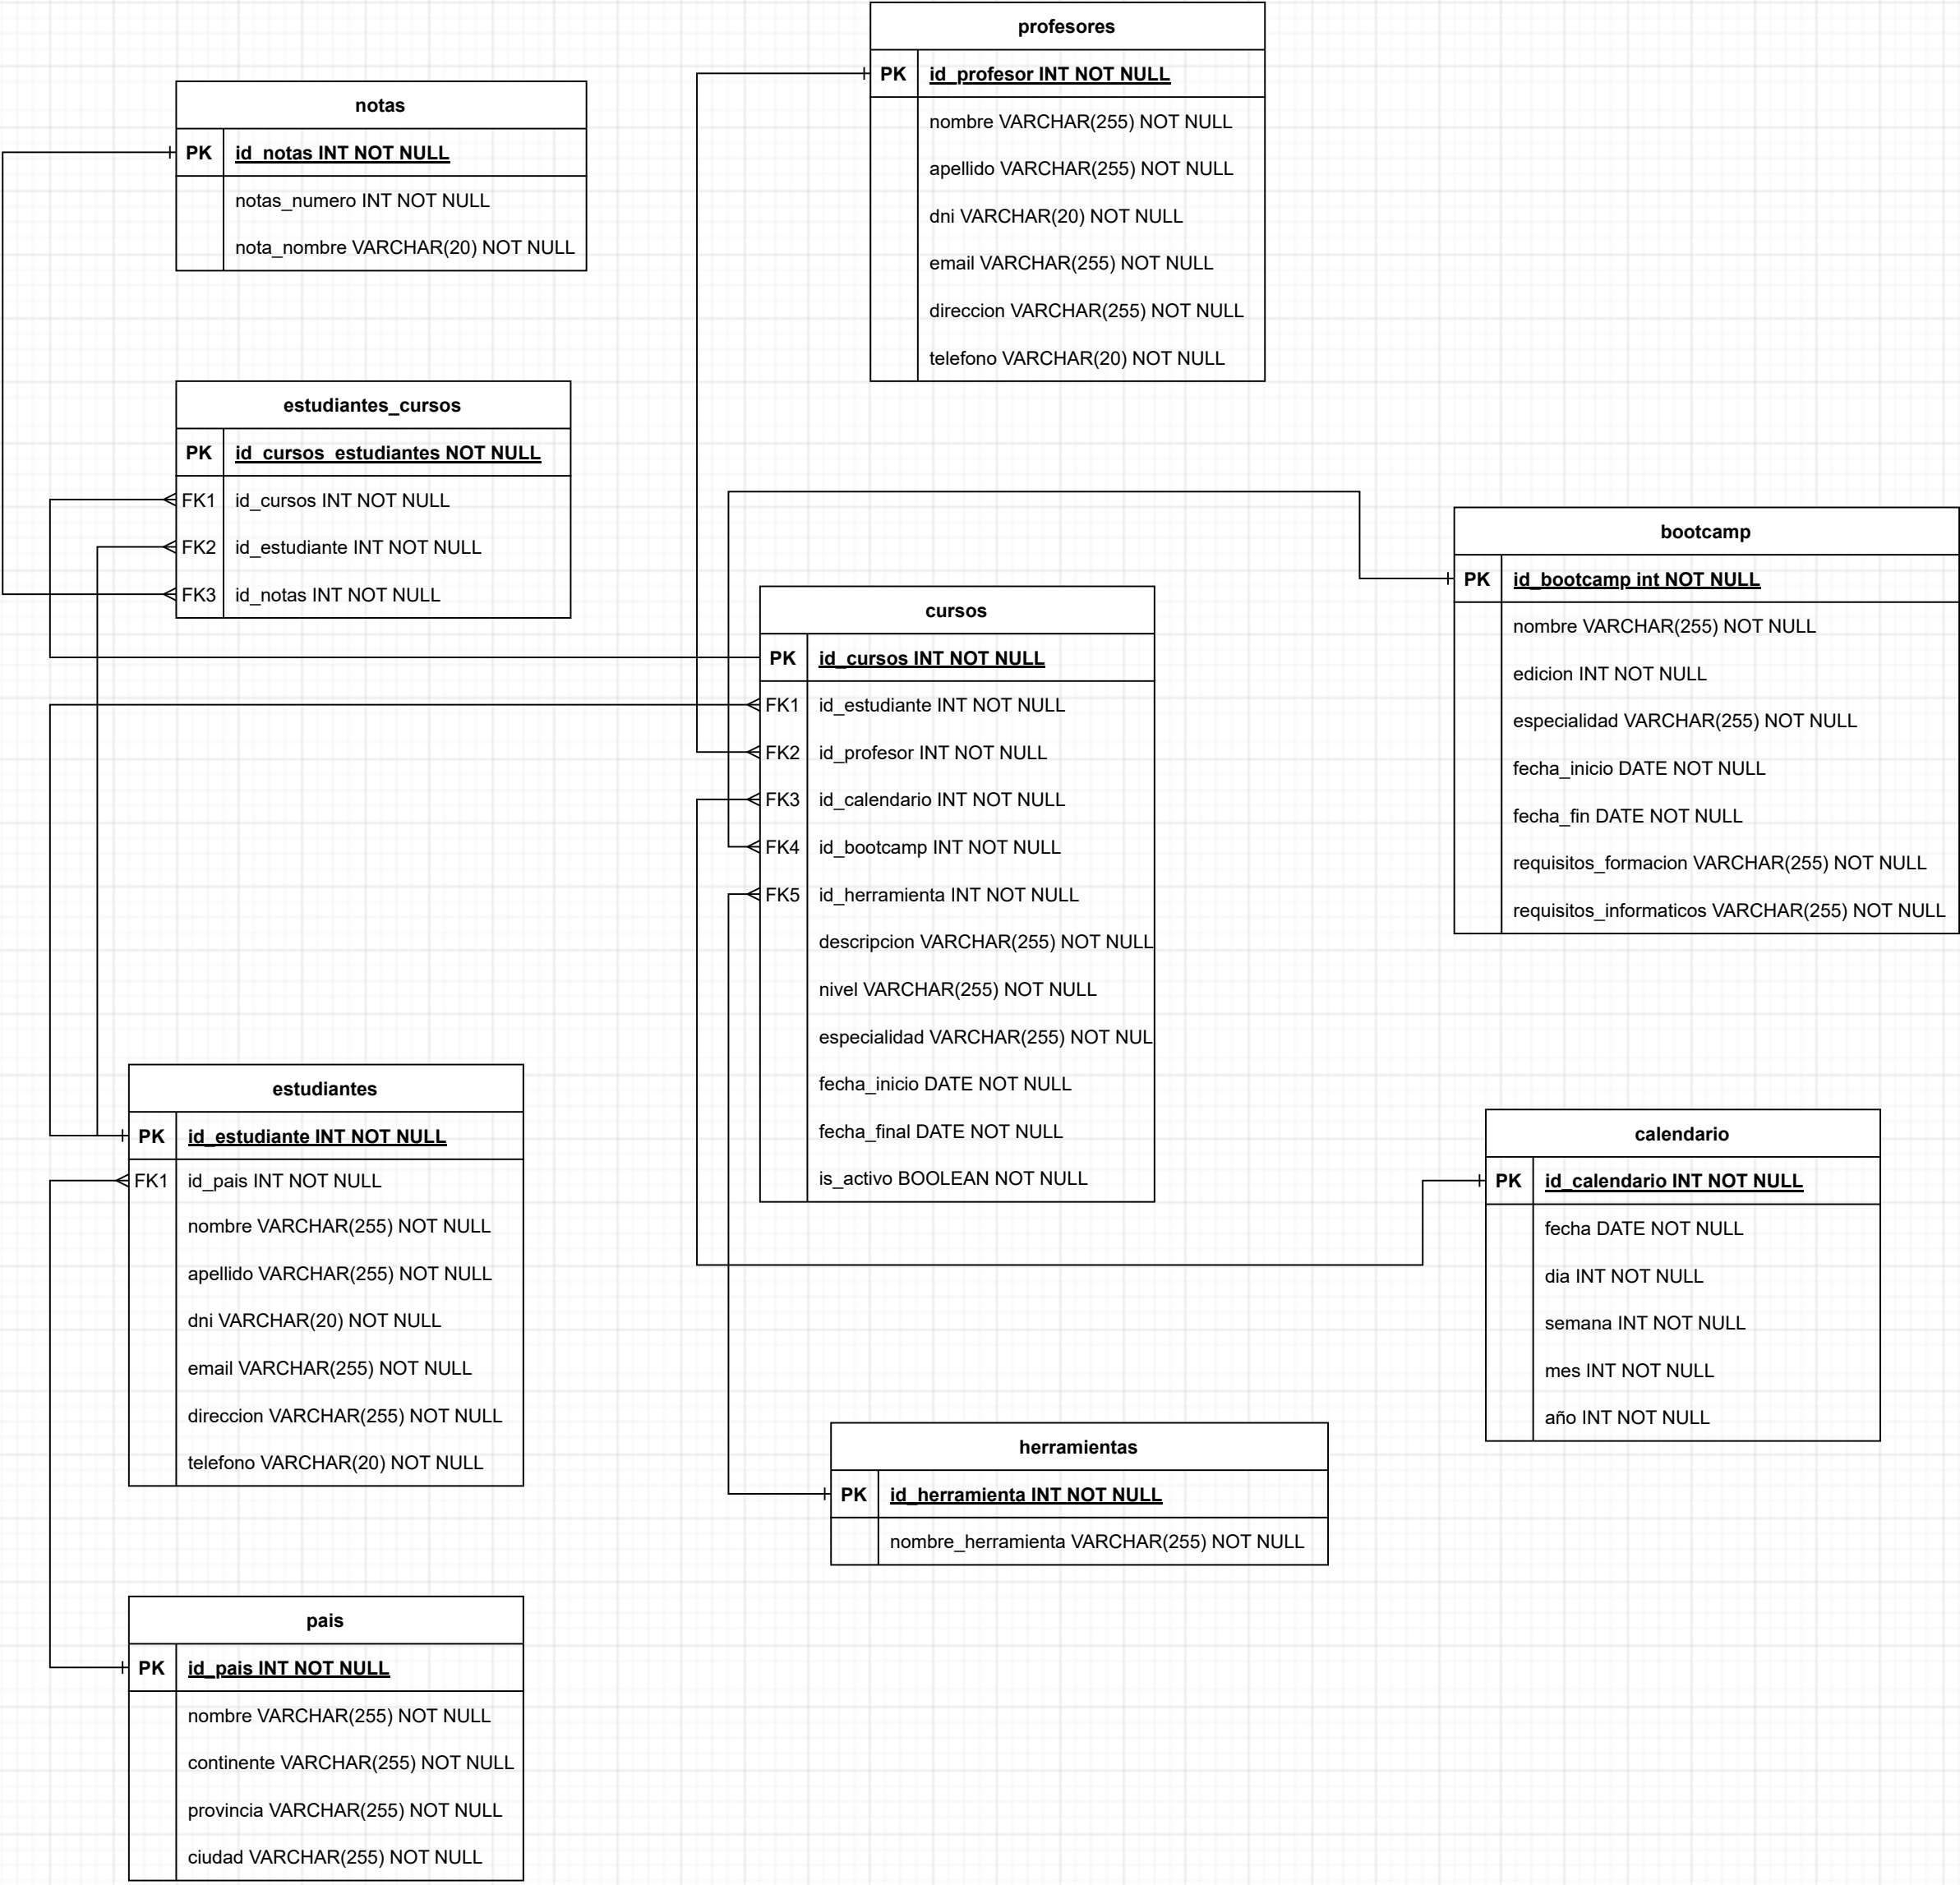 profesores
PK id_profesor INT NOT NULL
nombre VARCHAR(255) NOT NULL
apellido VARCHAR(255) NOT NULL
dni VARCHAR(20) NOT NULL
email VARCHAR(255) NOT NULL
direccion VARCHAR(255) NOT NULL
telefono VARCHAR(20) NOT NULL
notas
PK id_notas INT NOT NULL
notas_numero INT NOT NULL
nota_nombre VARCHAR(20) NOT NULL
estudiantes_cursos
PK id_cursos_estudiantes NOT NULL
FK1 id_cursos INT NOT NULL
FK2 id_estudiante INT NOT NULL
FK3 id_notas INT NOT NULL
bootcamp
PK id_bootcamp int NOT NULL
nombre VARCHAR(255) NOT NULL
edicion INT NOT NULL
especialidad VARCHAR(255) NOT NULL
fecha_inicio DATE NOT NULL
fecha_fin DATE NOT NULL
requisitos_formacion VARCHAR(255) NOT NULL
requisitos_informaticos VARCHAR(255) NOT NULL
cursos
PK id_cursos INT NOT NULL
FK1 id_estudiante INT NOT NULL
FK2 id_profesor INT NOT NULL
FK3 id_calendario INT NOT NULL
FK4 id_bootcamp INT NOT NULL
FK5 id_herramienta INT NOT NULL
descripcion VARCHAR(255) NOT NULL
nivel VARCHAR(255) NOT NULL
especialidad VARCHAR(255) NOT NUL
fecha_inicio DATE NOT NULL
fecha_final DATE NOT NULL
is_activo BOOLEAN NOT NULL
estudiantes
PK id_estudiante INT NOT NULL
FK1 id_pais INT NOT NULL
nombre VARCHAR(255) NOT NULL
apellido VARCHAR(255) NOT NULL
dni VARCHAR(20) NOT NULL
email VARCHAR(255) NOT NULL
direccion VARCHAR(255) NOT NULL
telefono VARCHAR(20) NOT NULL
calendario
PK id_calendario INT NOT NULL
fecha DATE NOT NULL
dia INT NOT NULL
semana INT NOT NULL
mes INT NOT NULL
año INT NOT NULL
herramientas
PK id_herramienta INT NOT NULL
nombre_herramienta VARCHAR(255) NOT NULL
pais
PK id_pais INT NOT NULL
nombre VARCHAR(255) NOT NULL
continente VARCHAR(255) NOT NULL
provincia VARCHAR(255) NOT NULL
ciudad VARCHAR(255) NOT NULL